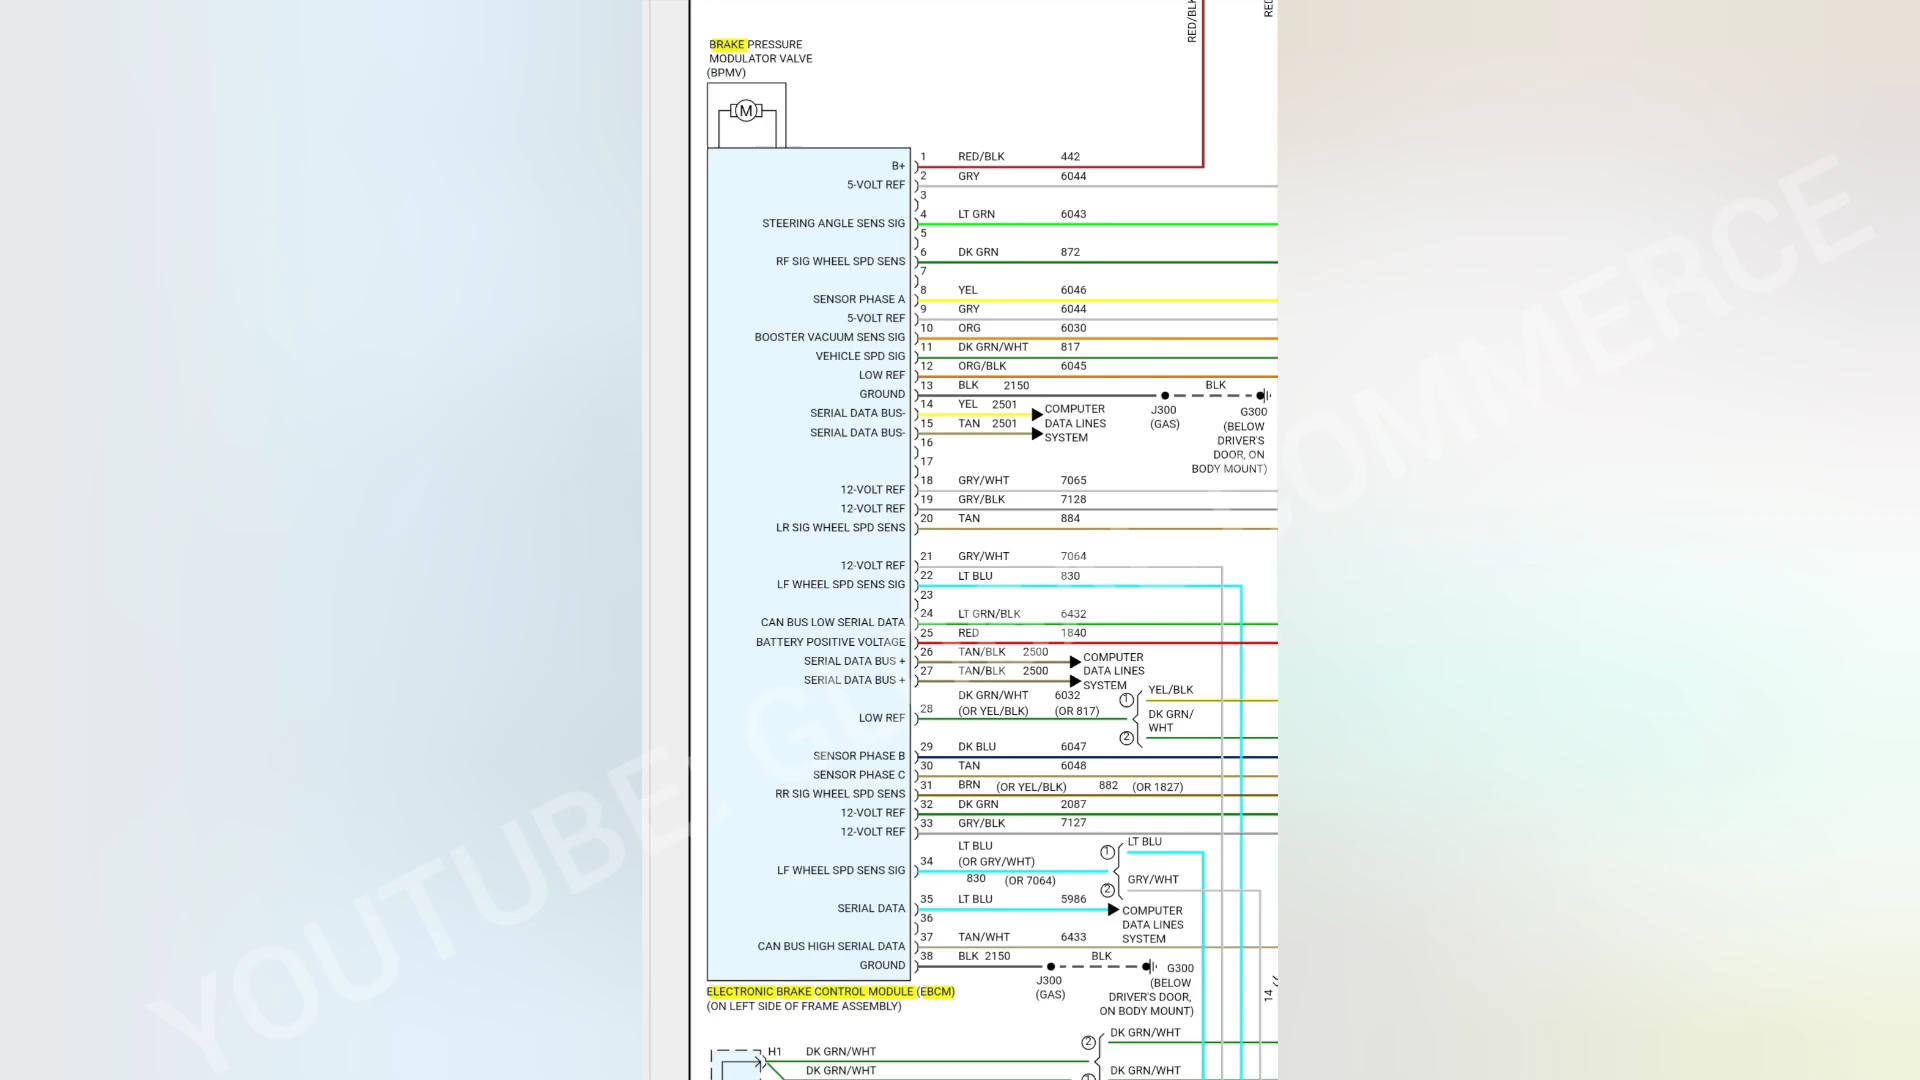 RED/BLK
RED
BRAKE PRESSURE
MODULATOR VALVE
(BPMV)
M
B+ 1 RED/BLK 442
5-VOLT REF 2 GRY 6044
3
STEERING ANGLE SENS SIG 4 LT GRN 6043
5
RF SIG WHEEL SPD SENS 6 DK GRN 872
7
SENSOR PHASE A 8 YEL 6046
5-VOLT REF 9 GRY 6044
BOOSTER VACUUM SENS SIG 10 ORG 6030
VEHICLE SPD SIG 11 DK GRN/WHT 817
LOW REF 12 ORG/BLK 6045
GROUND 13 BLK 2150 BLK
J300
(GAS)
G300
(BELOW
DRIVER'S
DOOR, ON
BODY MOUNT)
SERIAL DATA BUS- 14 YEL 2501
SERIAL DATA BUS- 15 TAN 2501
COMPUTER
DATA LINES
SYSTEM
16
17
12-VOLT REF 18 GRY/WHT 7065
12-VOLT REF 19 GRY/BLK 7128
LR SIG WHEEL SPD SENS 20 TAN 884
12-VOLT REF 21 GRY/WHT 7064
LF WHEEL SPD SENS SIG 22 LT BLU 830
23
CAN BUS LOW SERIAL DATA 24 LT GRN/BLK 6432
BATTERY POSITIVE VOLTAGE 25 RED 1840
SERIAL DATA BUS + 26 TAN/BLK 2500
SERIAL DATA BUS + 27 TAN/BLK 2500
COMPUTER
DATA LINES
SYSTEM
LOW REF 28 DK GRN/WHT 6032
(OR YEL/BLK) (OR 817)
1 YEL/BLK
2 DK GRN/
WHT
SENSOR PHASE B 29 DK BLU 6047
SENSOR PHASE C 30 TAN 6048
RR SIG WHEEL SPD SENS 31 BRN (OR YEL/BLK) 882 (OR 1827)
12-VOLT REF 32 DK GRN 2087
12-VOLT REF 33 GRY/BLK 7127
LF WHEEL SPD SENS SIG 34 LT BLU
(OR GRY/WHT)
830 (OR 7064)
1 LT BLU
2 GRY/WHT
SERIAL DATA 35 LT BLU 5986
COMPUTER
DATA LINES
SYSTEM
36
CAN BUS HIGH SERIAL DATA 37 TAN/WHT 6433
GROUND 38 BLK 2150 BLK
J300
(GAS)
G300
(BELOW
DRIVER'S DOOR,
ON BODY MOUNT)
14
ELECTRONIC BRAKE CONTROL MODULE (EBCM)
(ON LEFT SIDE OF FRAME ASSEMBLY)
2 DK GRN/WHT
H1 DK GRN/WHT
DK GRN/WHT
1 DK GRN/WHT
YOUTUBE: